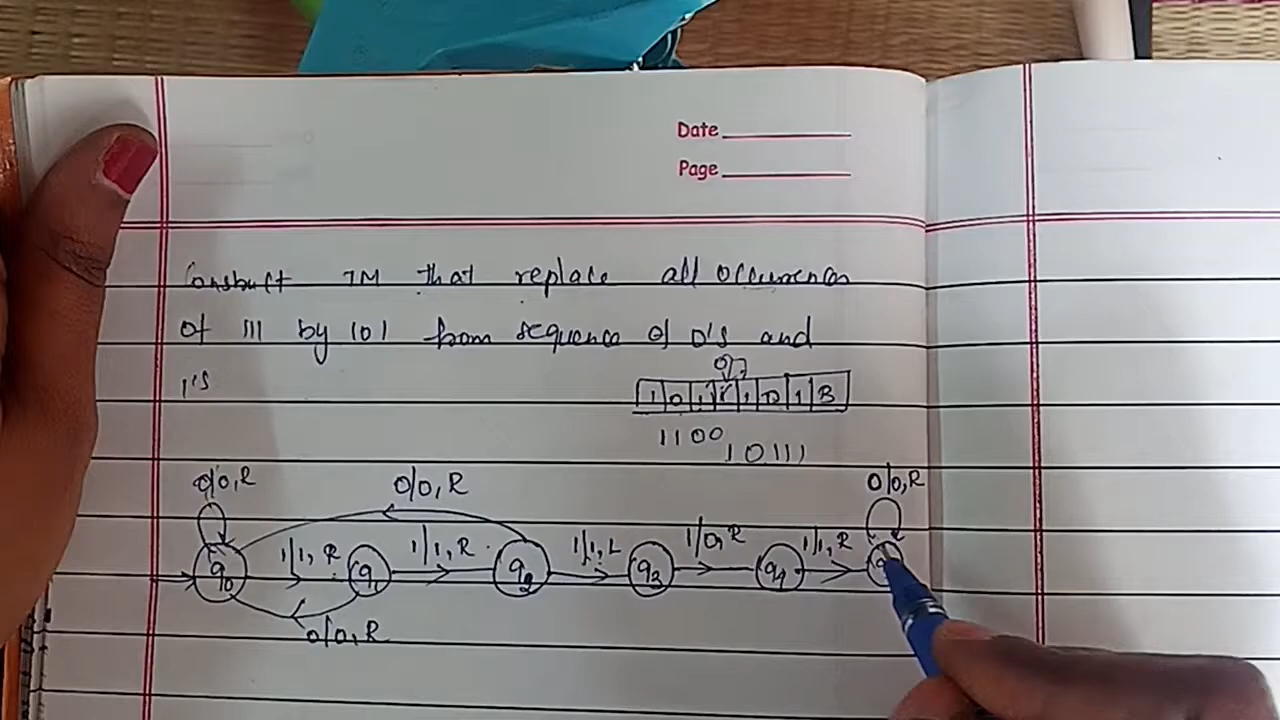 Date
Page
Construct TM that replace all occurrences
of 111 by 101 from sequence of 0's and
1's
1 0 1 1 0 1 B
1100
10111
0/0,R 0/0,R 0/0,R
1/1,R 1/1,R 1/1,L 1/0,R 1/1,R
q0 q1 q2 q3 q4
0/0,R